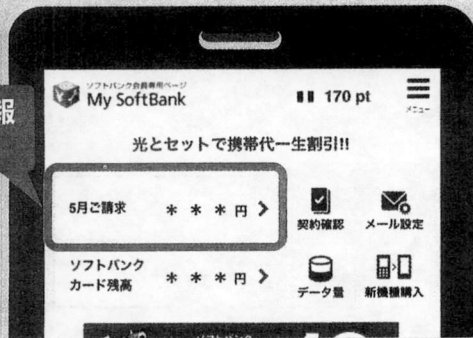 報
ソフトバンク会員専用ページ
My SoftBank
170 pt
メニュー
光とセットで携帯代一生割引!!
5月ご請求 ＊ ＊ ＊ 円
契約確認
メール設定
ソフトバンク
カード残高 ＊ ＊ ＊ 円
データ量
新機種購入